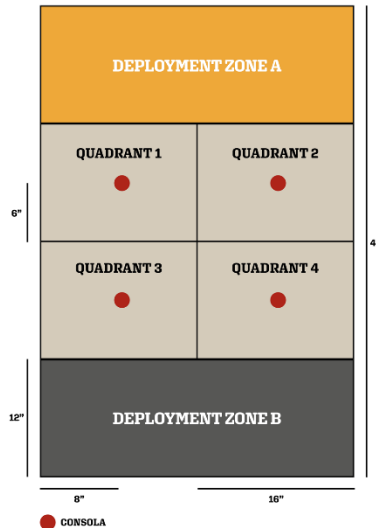 DEPLOYMENT ZONE A
QUADRANT 1 QUADRANT 2
6”
4
QUADRANT 3 QUADRANT 4
12”
DEPLOYMENT ZONE B
8” 16”
CONSOLA